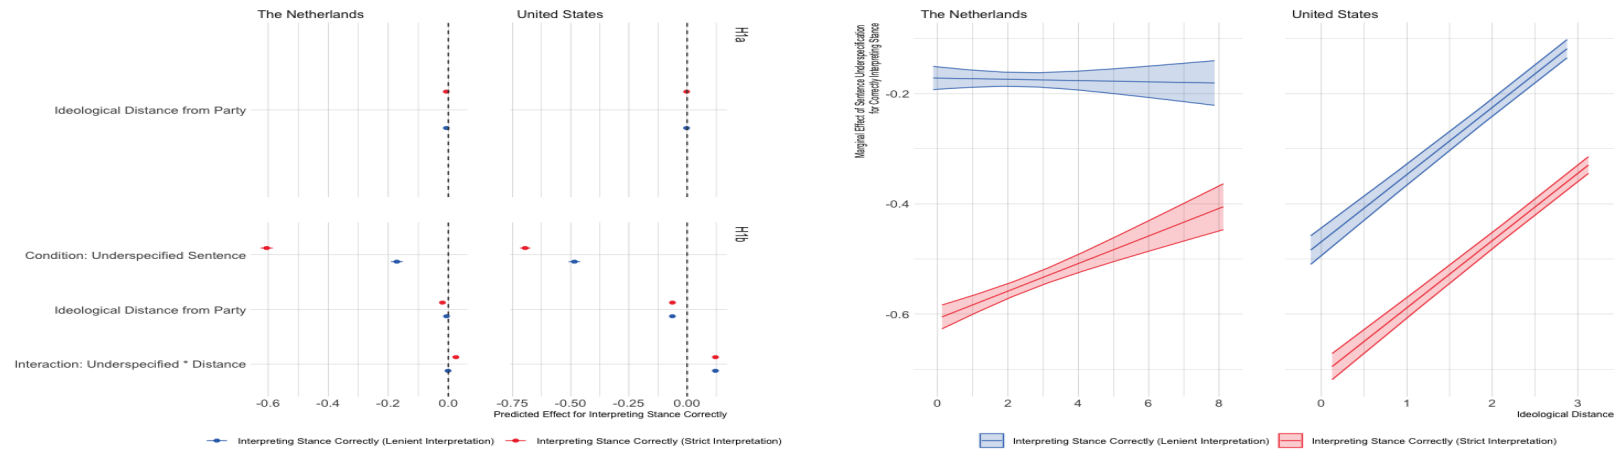 The Netherlands
United States
H1a
Ideological Distance from Party
H1b
Condition: Underspecified Sentence
Ideological Distance from Party
Interaction: Underspecified * Distance
-0.6
-0.4
-0.2
0.0
-0.75
-0.50
-0.25
0.00
Predicted Effect for Interpreting Stance Correctly
Interpreting Stance Correctly (Lenient Interpretation)
Interpreting Stance Correctly (Strict Interpretation)
The Netherlands
United States
Marginal Effect of Sentence Underspecification
for Correctly Interpreting Stance
-0.2
-0.4
-0.6
0
2
4
6
8
0
1
2
3
Ideological Distance
Interpreting Stance Correctly (Lenient Interpretation)
Interpreting Stance Correctly (Strict Interpretation)